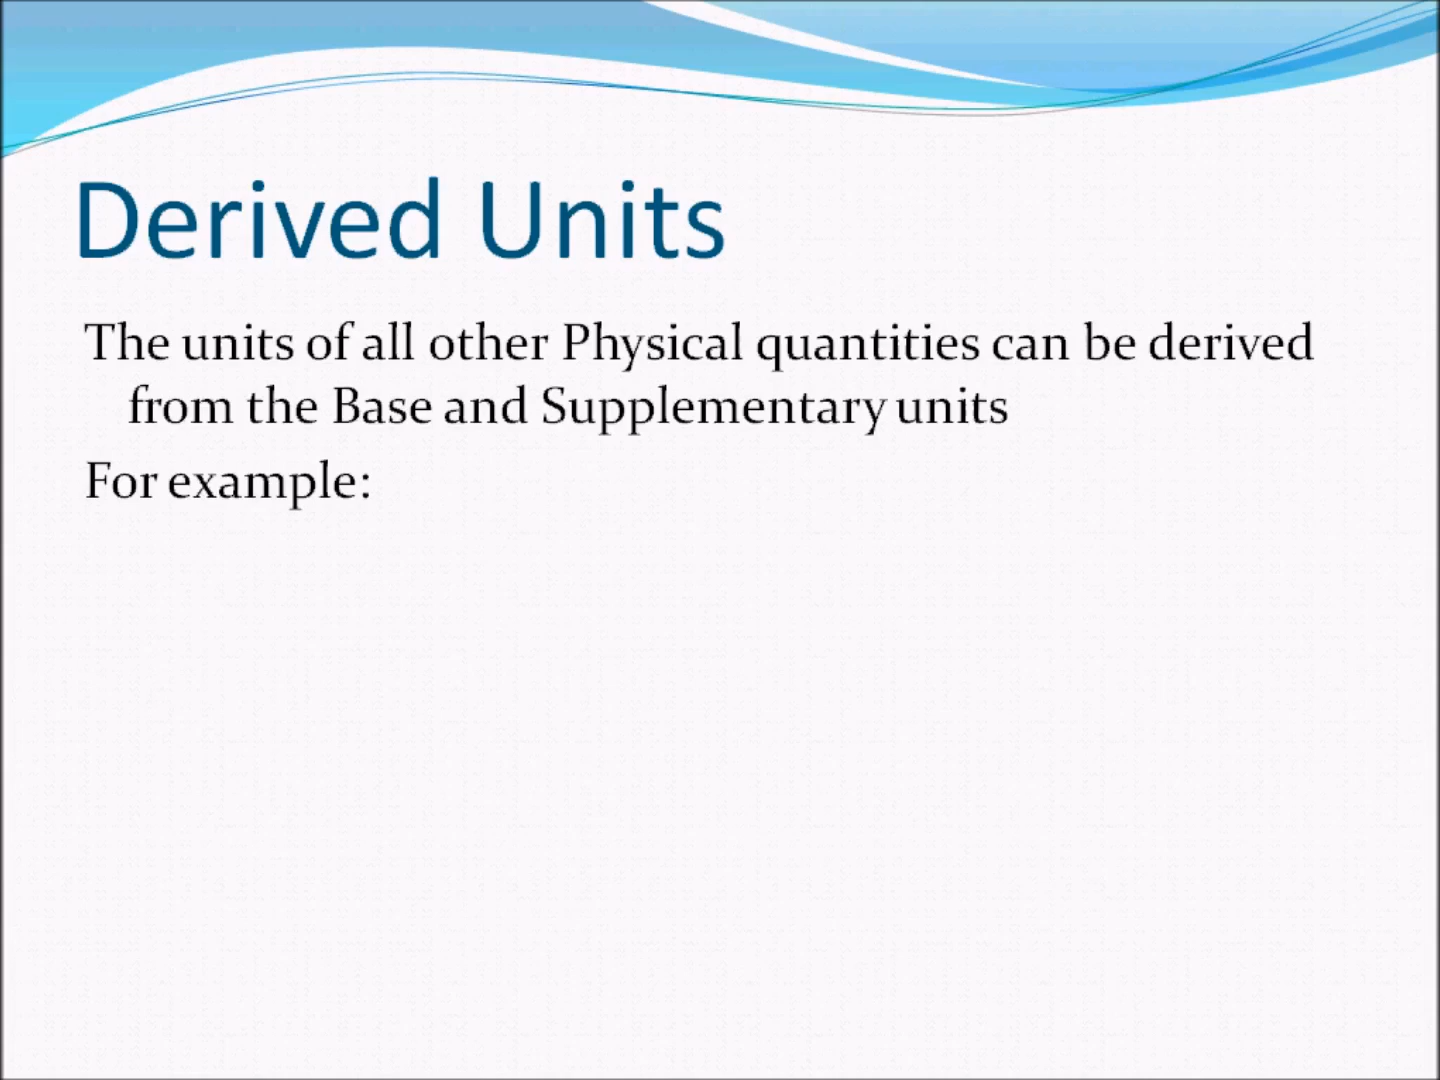 Derived Units
The units of all other Physical quantities can be derived
from the Base and Supplementary units
For example: